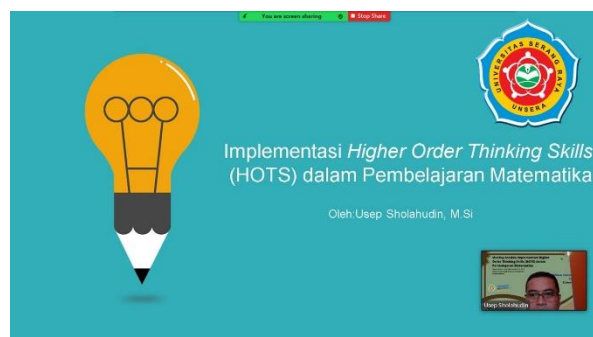 You are screen sharing
Stop Share
UNIVERSITAS SERANG RAYA
UNSERA
Implementasi Higher Order Thinking Skills
(HOTS) dalam Pembelajaran Matematika
Oleh:Usep Sholahudin, M.Si
Usep Sholahudin